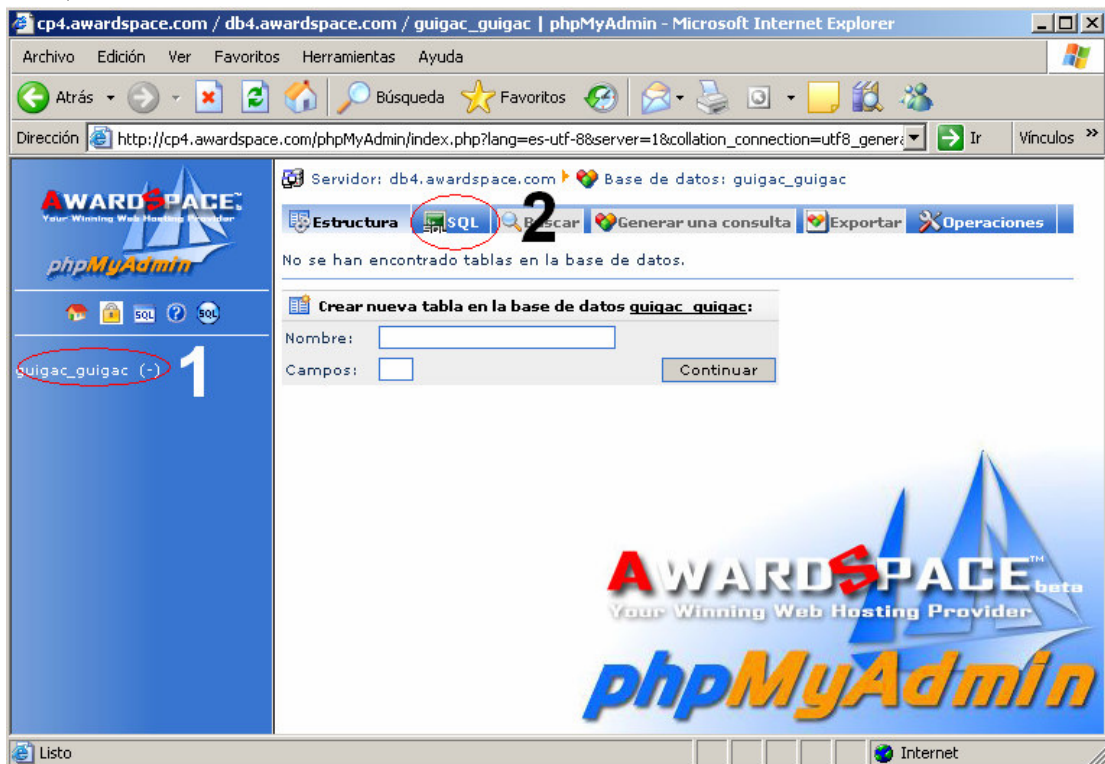 cp4.awardspace.com / db4.awardspace.com / guigac_guigac | phpMyAdmin - Microsoft Internet Explorer
Archivo Edición Ver Favoritos Herramientas Ayuda
Atrás Búsqueda Favoritos
Dirección http://cp4.awardspace.com/phpMyAdmin/index.php?lang=es-utf-8&server=1&collation_connection=utf8_gener Ir Vínculos »
AWARDSPACE
Your Winning Web Hosting Provider
phpMyAdmin
SQL ? SQL
guigac_guigac (-) 1
Servidor: db4.awardspace.com Base de datos: guigac_guigac
Estructura SQL 2 Buscar Generar una consulta Exportar Operaciones
No se han encontrado tablas en la base de datos.
Crear nueva tabla en la base de datos guigac_guigac:
Nombre:
Campos: Continuar
AWARDSPACE™ beta
Your Winning Web Hosting Provider
phpMyAdmin
Listo Internet